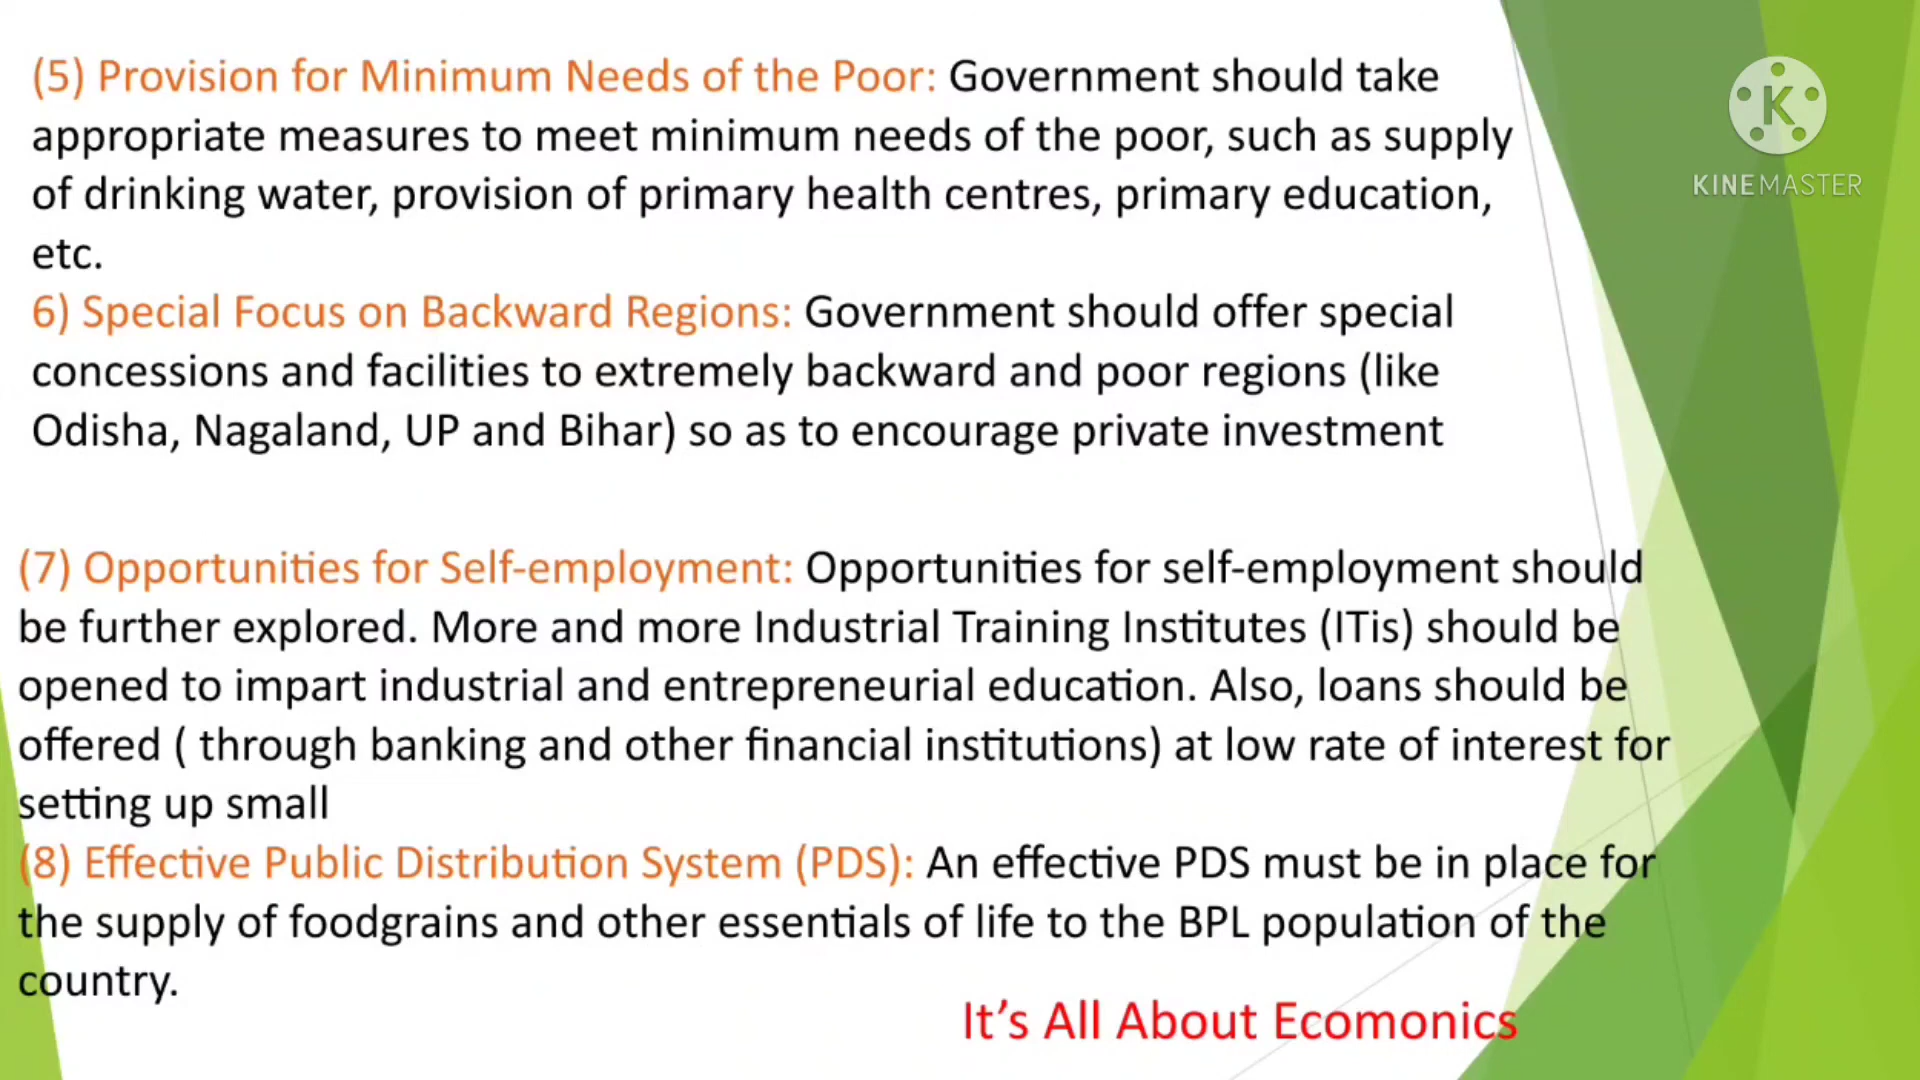 (5) Provision for Minimum Needs of the Poor: Government should take
appropriate measures to meet minimum needs of the poor, such as supply
of drinking water, provision of primary health centres, primary education,
etc.
6) Special Focus on Backward Regions: Government should offer special
concessions and facilities to extremely backward and poor regions (like
Odisha, Nagaland, UP and Bihar) so as to encourage private investment
(7) Opportunities for Self-employment: Opportunities for self-employment should
be further explored. More and more Industrial Training Institutes (ITis) should be
opened to impart industrial and entrepreneurial education. Also, loans should be
offered ( through banking and other financial institutions) at low rate of interest for
setting up small
(8) Effective Public Distribution System (PDS): An effective PDS must be in place for
the supply of foodgrains and other essentials of life to the BPL population of the
country.
It’s All About Ecomonics
K
KINEMASTER